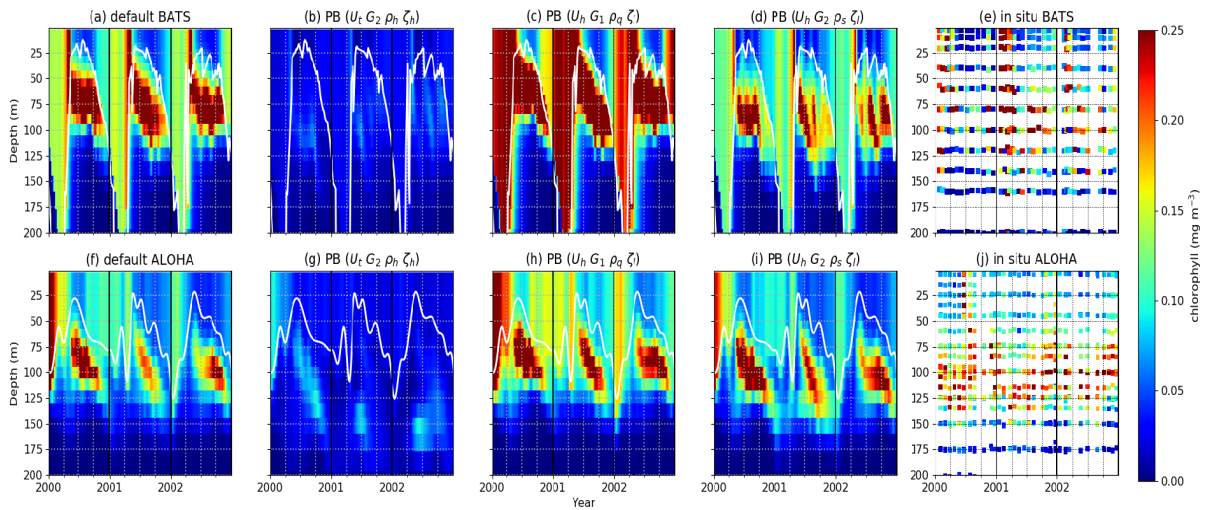 (a) default BATS
(b) PB (Uₜ G₂ ρₕ ζₕ)
(c) PB (Uₕ G₁ ρ_q ζₗ)
(d) PB (Uₕ G₂ ρₛ ζₗ)
(e) in situ BATS
25
50
75
100
125
150
175
200
Depth (m)
(f) default ALOHA
(g) PB (Uₜ G₂ ρₕ ζₕ)
(h) PB (Uₕ G₁ ρ_q ζₗ)
(i) PB (Uₕ G₂ ρₛ ζₗ)
(j) in situ ALOHA
25
50
75
100
125
150
175
200
Depth (m)
2000 2001 2002
2000 2001 2002
2000 2001 2002
2000 2001 2002
2000 2001 2002
Year
0.25
0.20
0.15
0.10
0.05
0.00
chlorophyll (mg m⁻³)